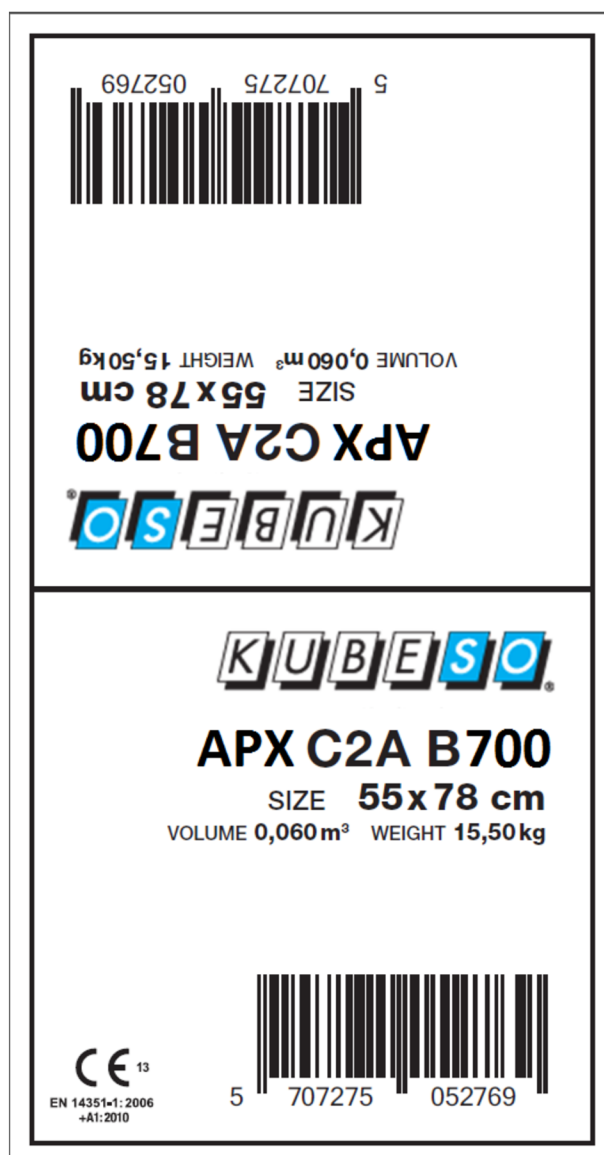 5 707275 052769
VOLUME 0,060 m³ WEIGHT 15,50 kg
SIZE 55 x 78 cm
APX C2A B700
KUBESO®
KUBESO®
APX C2A B700
SIZE 55 x 78 cm
VOLUME 0,060 m³ WEIGHT 15,50 kg
CE 13
EN 14351-1: 2006
+A1:2010
5 707275 052769